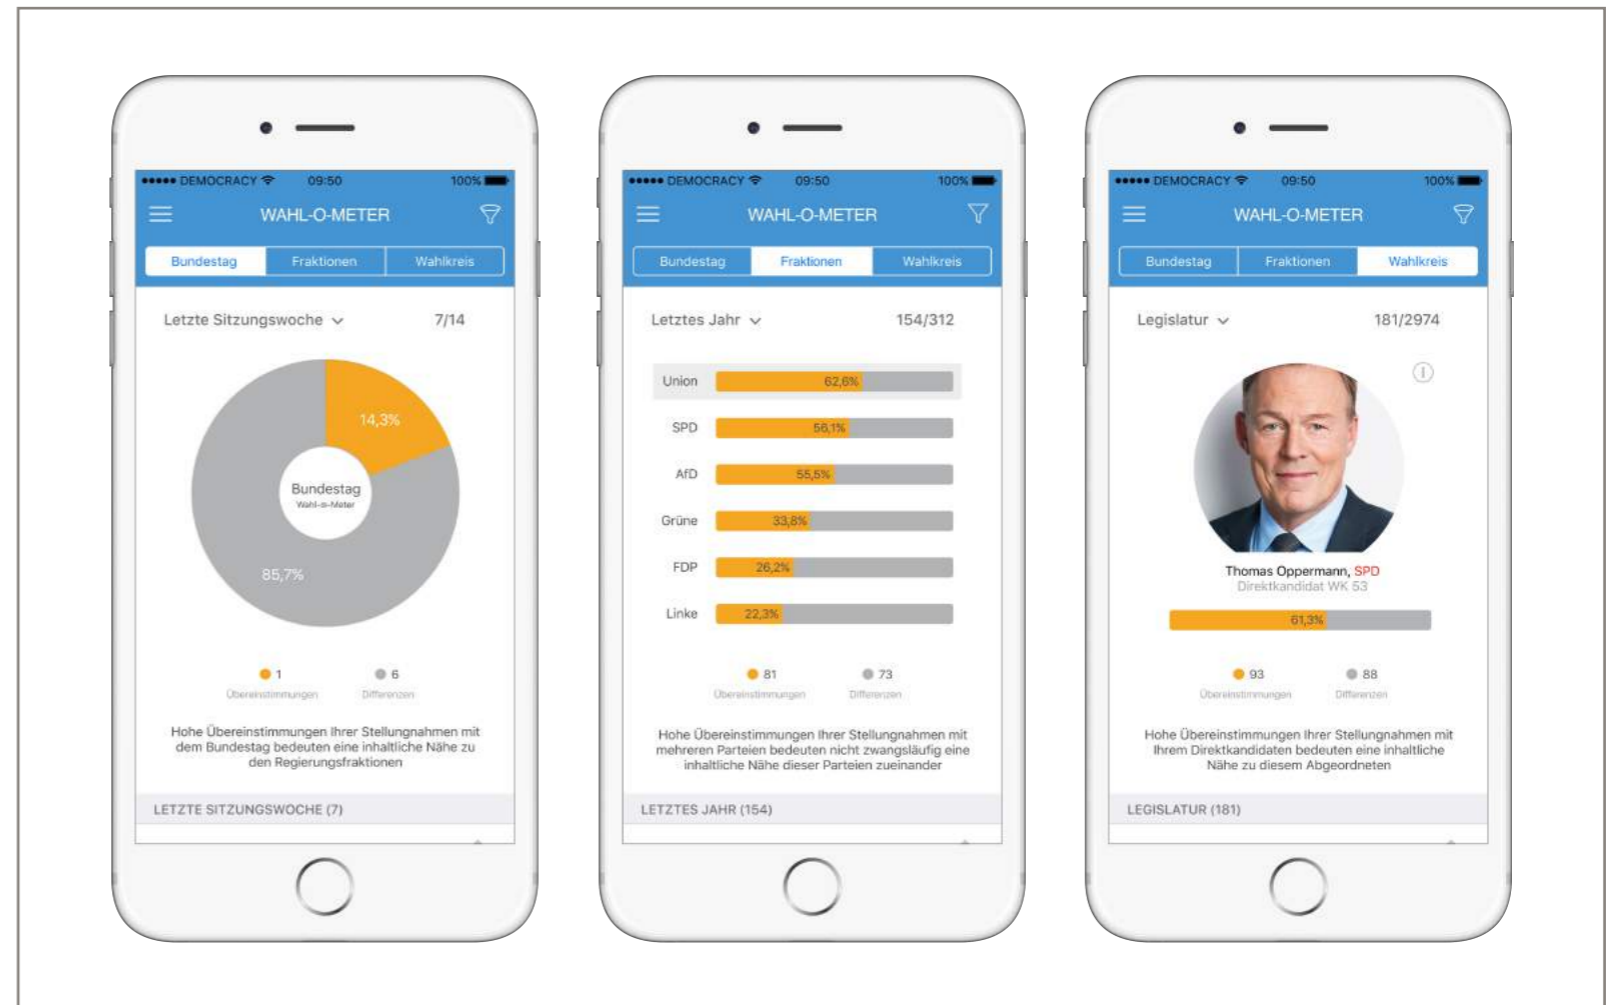 DEMOCRACY 09:50 100%
WAHL-O-METER
Bundestag Fraktionen Wahlkreis
Letzte Sitzungswoche 7/14
14,3%
Bundestag
Wahl-o-Meter
85,7%
1 6
Übereinstimmungen Differenzen
Hohe Übereinstimmungen Ihrer Stellungnahmen mit
dem Bundestag bedeuten eine inhaltliche Nähe zu
den Regierungsfraktionen
LETZTE SITZUNGSWOCHE (7)
DEMOCRACY 09:50 100%
WAHL-O-METER
Bundestag Fraktionen Wahlkreis
Letztes Jahr 154/312
Union 62,6%
SPD 56,1%
AfD 55,5%
Grüne 33,8%
FDP 26,2%
Linke 22,3%
81 73
Übereinstimmungen Differenzen
Hohe Übereinstimmungen Ihrer Stellungnahmen mit
mehreren Parteien bedeuten nicht zwangsläufig eine
inhaltliche Nähe dieser Parteien zueinander
LETZTES JAHR (154)
DEMOCRACY 09:50 100%
WAHL-O-METER
Bundestag Fraktionen Wahlkreis
Legislatur 181/2974
Thomas Oppermann, SPD
Direktkandidat WK 53
61,3%
93 88
Übereinstimmungen Differenzen
Hohe Übereinstimmungen Ihrer Stellungnahmen mit
Ihrem Direktkandidaten bedeuten eine inhaltliche
Nähe zu diesem Abgeordneten
LEGISLATUR (181)